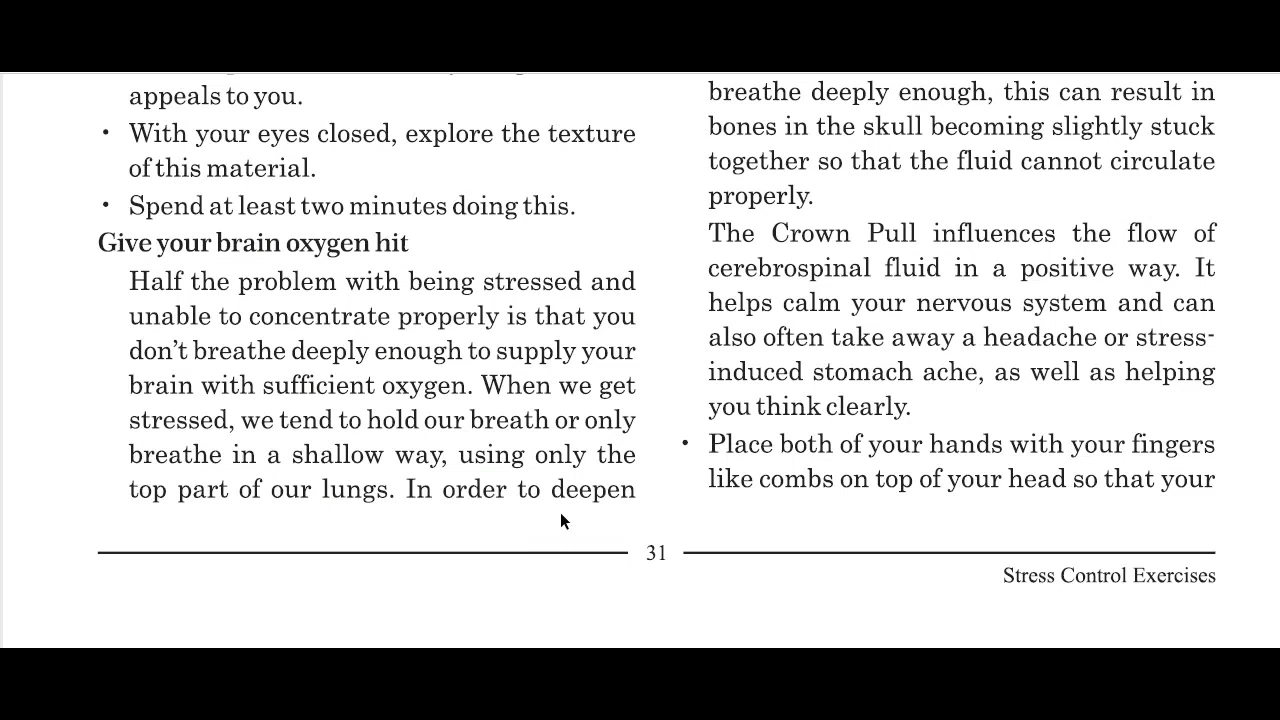 appeals to you.
• With your eyes closed, explore the texture
of this material.
• Spend at least two minutes doing this.
Give your brain oxygen hit
Half the problem with being stressed and
unable to concentrate properly is that you
don't breathe deeply enough to supply your
brain with sufficient oxygen. When we get
stressed, we tend to hold our breath or only
breathe in a shallow way, using only the
top part of our lungs. In order to deepen
breathe deeply enough, this can result in
bones in the skull becoming slightly stuck
together so that the fluid cannot circulate
properly.
The Crown Pull influences the flow of
cerebrospinal fluid in a positive way. It
helps calm your nervous system and can
also often take away a headache or stress-
induced stomach ache, as well as helping
you think clearly.
• Place both of your hands with your fingers
like combs on top of your head so that your
31
Stress Control Exercises